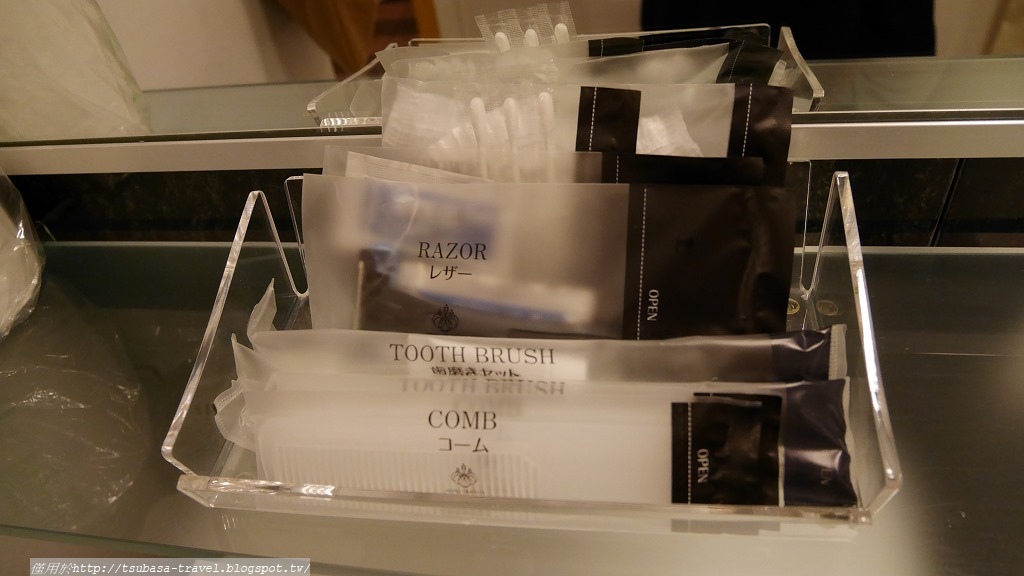 RAZOR
レザー
OPEN
TOOTH BRUSH
歯磨きセット
TOOTH BRUSH
COMB
コーム
OPEN
僅用於http://tsubasa-travel.blogspot.tw/